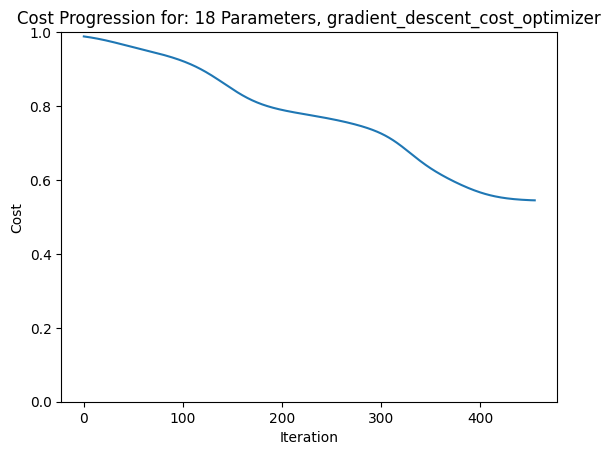 Cost Progression for: 18 Parameters, gradient_descent_cost_optimizer
1.0
0.8
0.6
0.4
0.2
0.0
Cost
0 100 200 300 400
Iteration